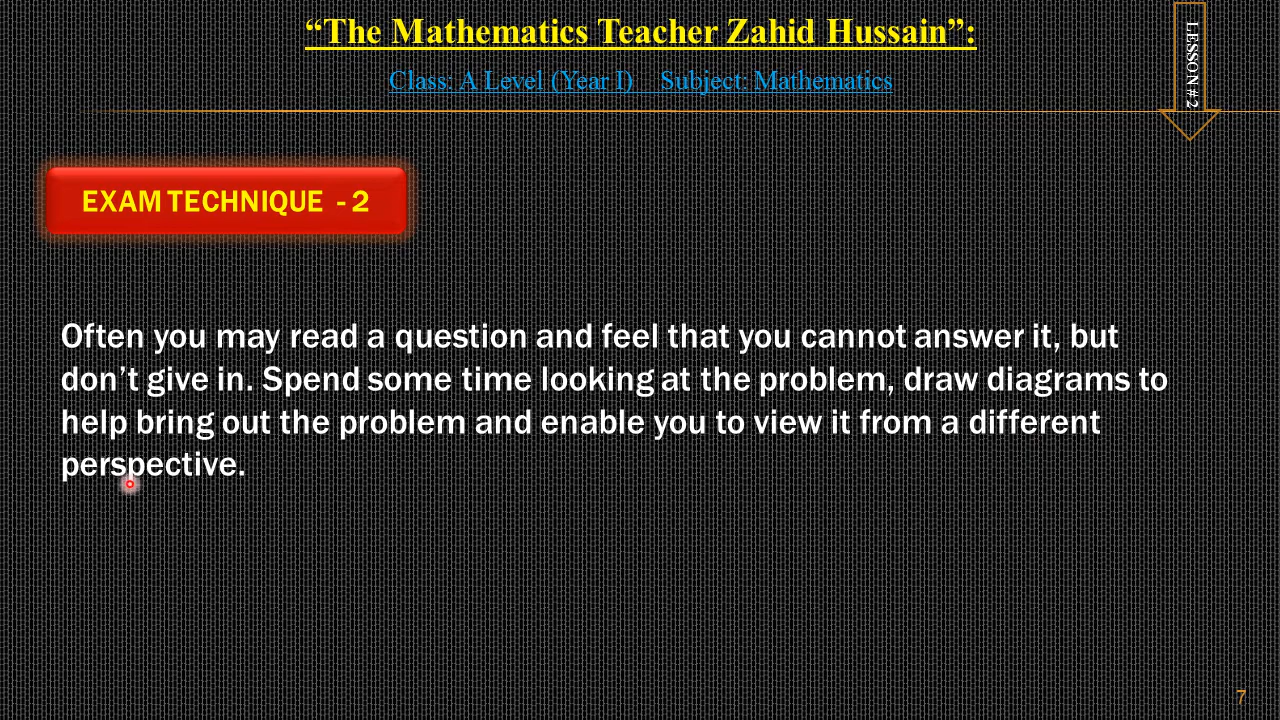 “The Mathematics Teacher Zahid Hussain”:
Class: A Level (Year I) Subject: Mathematics
LESSON # 2
EXAM TECHNIQUE - 2
Often you may read a question and feel that you cannot answer it, but
don’t give in. Spend some time looking at the problem, draw diagrams to
help bring out the problem and enable you to view it from a different
perspective.
7